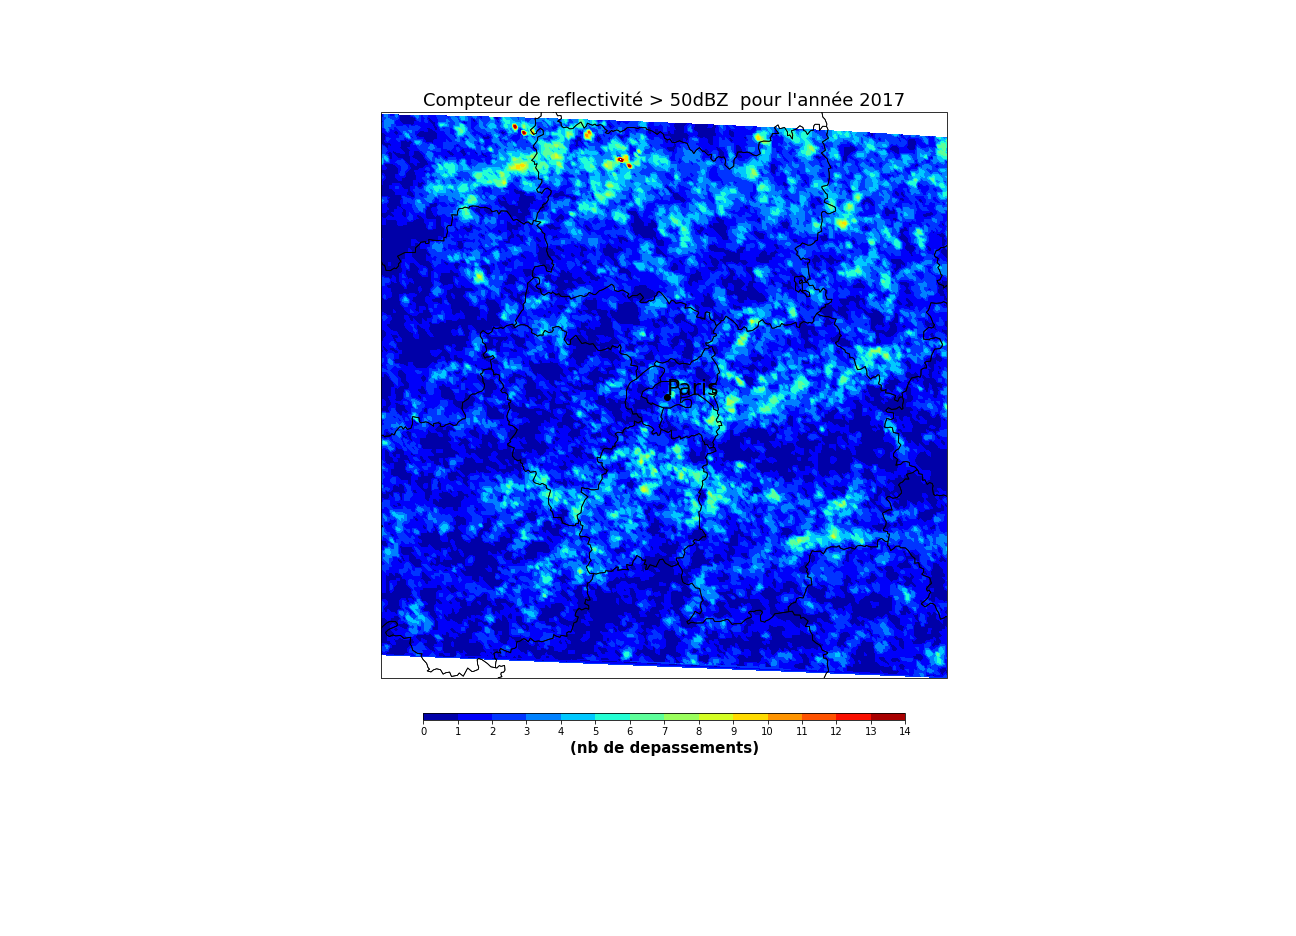 Compteur de reflectivité > 50dBZ  pour l'année 2017
Paris
0 1 2 3 4 5 6 7 8 9 10 11 12 13 14
(nb de depassements)